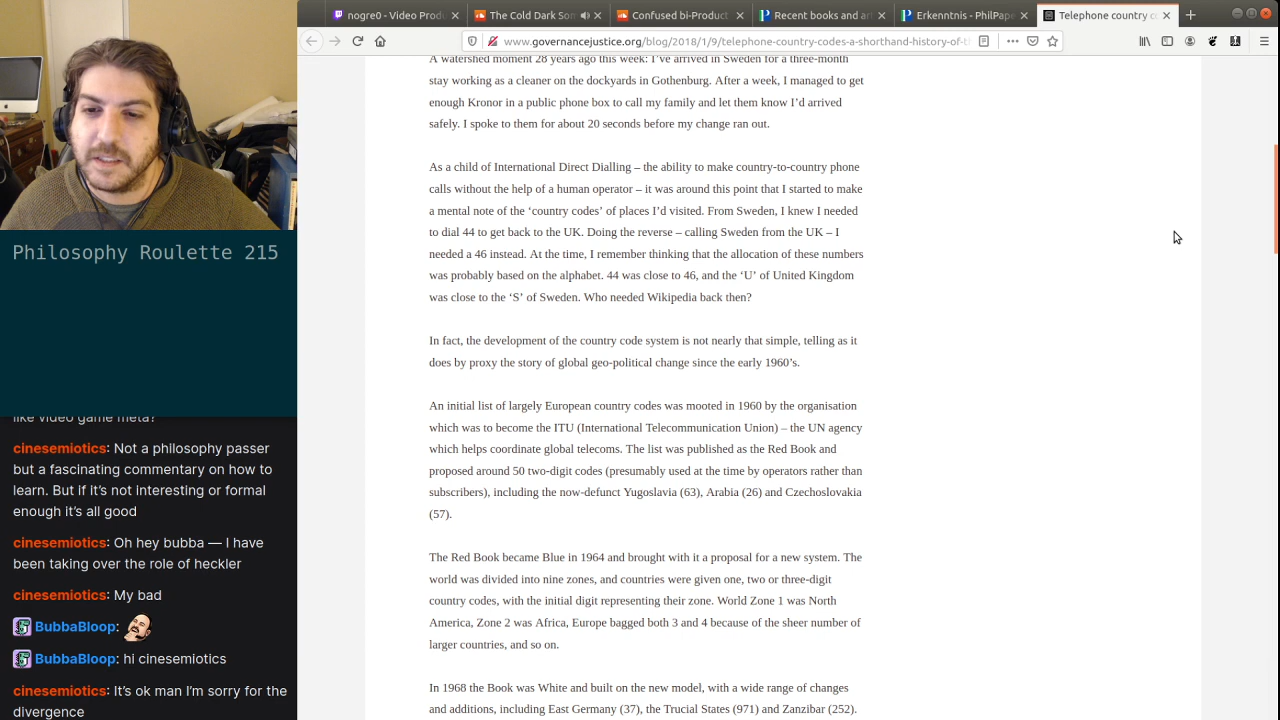 nogre0 - Video Produ
The Cold Dark Son
Confused bi-Product
Recent books and ar
Erkenntnis - PhilPape
Telephone country c
www.governancejustice.org/blog/2018/1/9/telephone-country-codes-a-shorthand-history-of-t
A watershed moment 28 years ago this week: I've arrived in Sweden for a three-month
stay working as a cleaner on the dockyards in Gothenburg. After a week, I managed to get
enough Kronor in a public phone box to call my family and let them know I'd arrived
safely. I spoke to them for about 20 seconds before my change ran out.
As a child of International Direct Dialling – the ability to make country-to-country phone
calls without the help of a human operator – it was around this point that I started to make
a mental note of the ‘country codes’ of places I'd visited. From Sweden, I knew I needed
to dial 44 to get back to the UK. Doing the reverse – calling Sweden from the UK – I
needed a 46 instead. At the time, I remember thinking that the allocation of these numbers
was probably based on the alphabet. 44 was close to 46, and the ‘U’ of United Kingdom
was close to the ‘S’ of Sweden. Who needed Wikipedia back then?
In fact, the development of the country code system is not nearly that simple, telling as it
does by proxy the story of global geo-political change since the early 1960’s.
An initial list of largely European country codes was mooted in 1960 by the organisation
which was to become the ITU (International Telecommunication Union) – the UN agency
which helps coordinate global telecoms. The list was published as the Red Book and
proposed around 50 two-digit codes (presumably used at the time by operators rather than
subscribers), including the now-defunct Yugoslavia (63), Arabia (26) and Czechoslovakia
(57).
The Red Book became Blue in 1964 and brought with it a proposal for a new system. The
world was divided into nine zones, and countries were given one, two or three-digit
country codes, with the initial digit representing their zone. World Zone 1 was North
America, Zone 2 was Africa, Europe bagged both 3 and 4 because of the sheer number of
larger countries, and so on.
In 1968 the Book was White and built on the new model, with a wide range of changes
and additions, including East Germany (37), the Trucial States (971) and Zanzibar (252).
Philosophy Roulette 215
like video game meta?
cinesemiotics: Not a philosophy passer
but a fascinating commentary on how to
learn. But if it’s not interesting or formal
enough it’s all good
cinesemiotics: Oh hey bubba — I have
been taking over the role of heckler
cinesemiotics: My bad
BubbaBloop:
BubbaBloop: hi cinesemiotics
cinesemiotics: It’s ok man I’m sorry for the
divergence